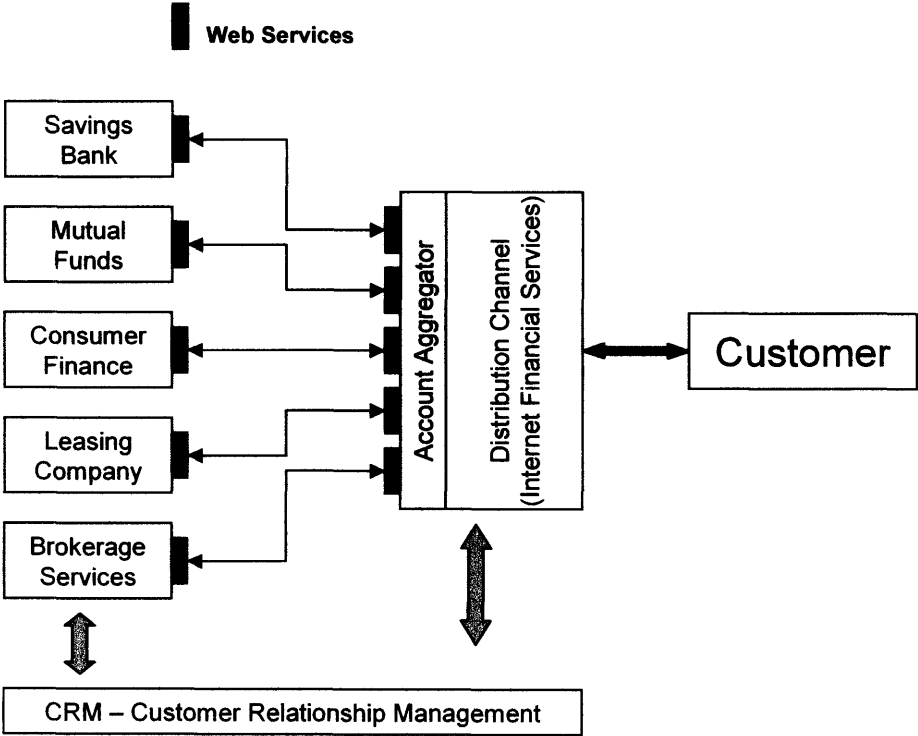 Web Services
Savings
Bank
Mutual
Funds
Consumer
Finance
Leasing
Company
Brokerage
Services
Account Aggregator
Distribution Channel
(Internet Financial Services)
Customer
CRM – Customer Relationship Management